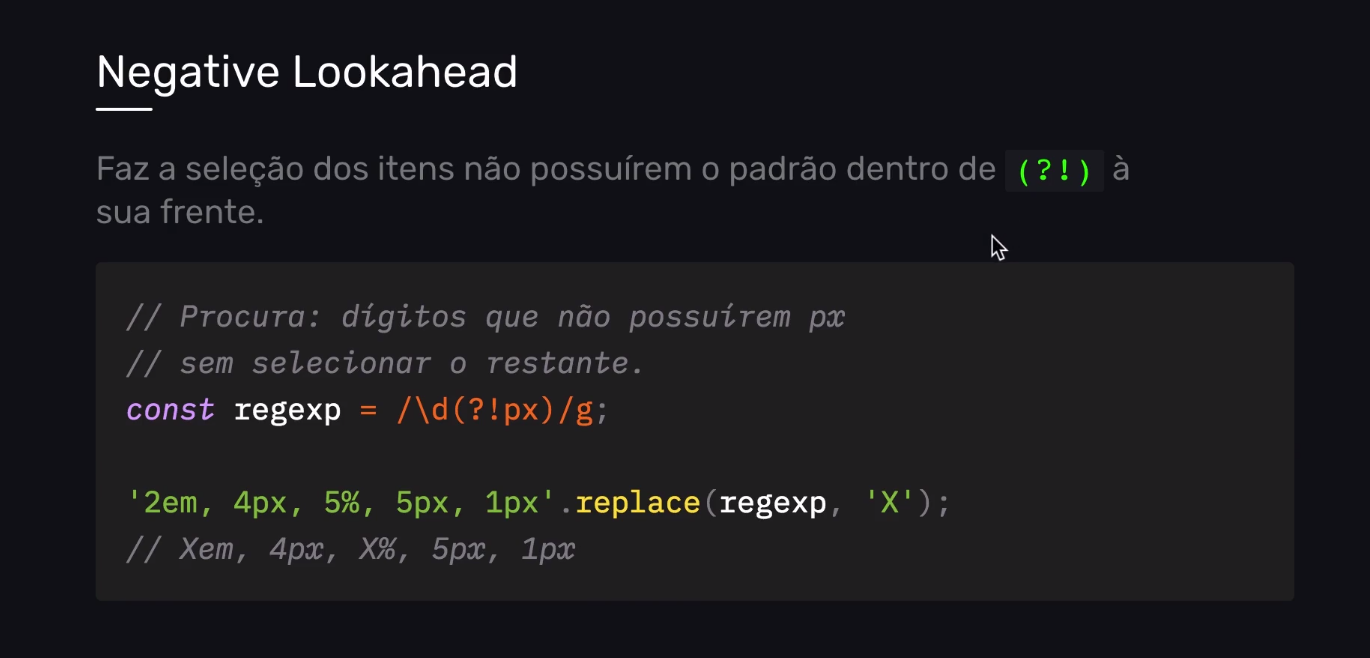 Negative Lookahead
Faz a seleção dos itens não possuírem o padrão dentro de (?!) à
sua frente.
// Procura: dígitos que não possuírem px
// sem selecionar o restante.
const regexp = /\d(?!px)/g;
'2em, 4px, 5%, 5px, 1px'.replace(regexp, 'X');
// Xem, 4px, X%, 5px, 1px